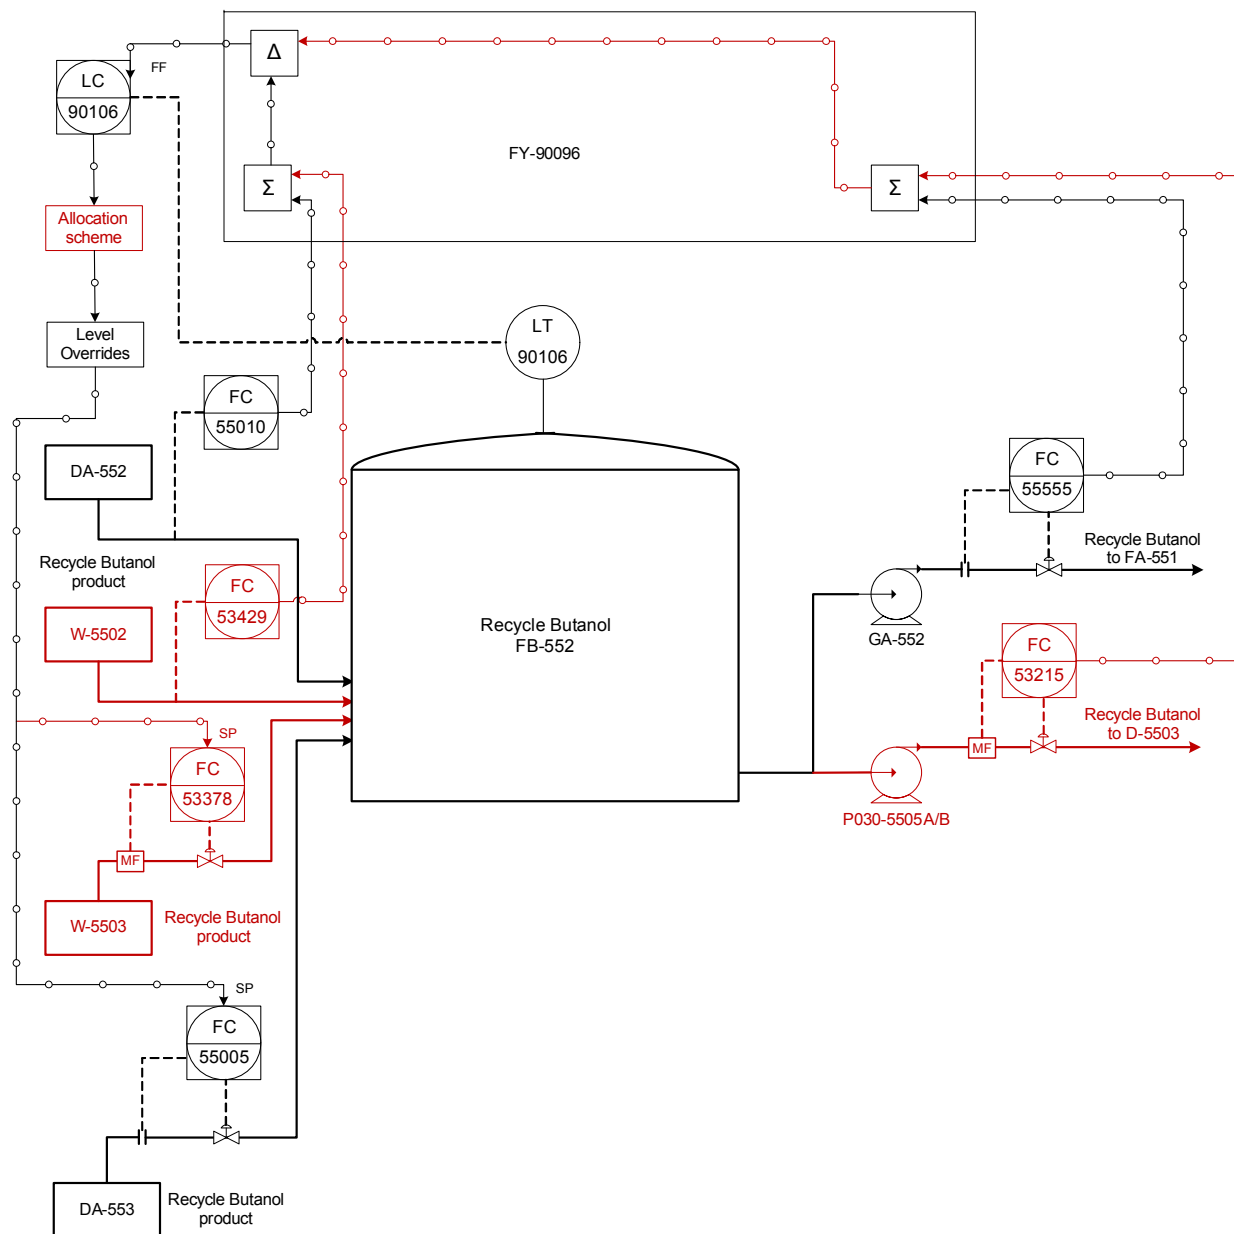 Δ
FF
LC
90106
FY-90096
Σ
Σ
Allocation
scheme
LT
90106
Level
Overrides
FC
55010
DA-552
FC
55555
Recycle Butanol
to FA-551
Recycle Butanol
product
FC
53429
W-5502
Recycle Butanol
FB-552
GA-552
FC
53215
Recycle Butanol
to D-5503
SP
MF
FC
53378
P030-5505A/B
MF
W-5503
Recycle Butanol
product
SP
FC
55005
DA-553
Recycle Butanol
product